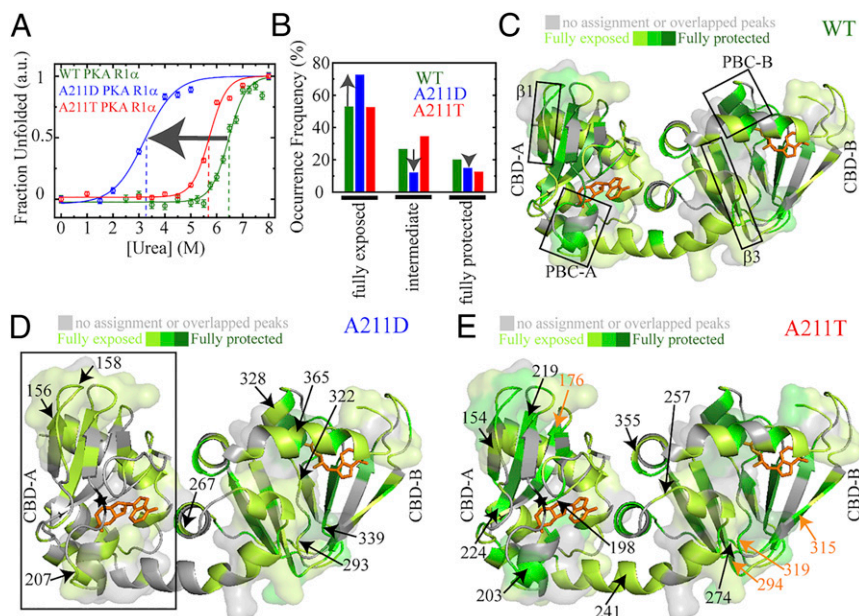 A
WT PKA R1α
A211D PKA R1α
A211T PKA R1α
Fraction Unfolded (a.u.)
1
0.5
0
0 1 2 3 4 5 6 7 8
[Urea] (M)
B
Occurrence Frequency (%)
80
60
40
20
0
WT
A211D
A211T
fully exposed
intermediate
fully protected
C
no assignment or overlapped peaks
Fully exposed Fully protected
WT
PBC-B
β1
CBD-A
CBD-B
PBC-A
β3
D
no assignment or overlapped peaks
Fully exposed Fully protected
A211D
158
156
328
365
322
CBD-A
CBD-B
267
339
293
207
E
no assignment or overlapped peaks
Fully exposed Fully protected
A211T
219
176
257
154
355
CBD-A
CBD-B
224
198
315
319
203
294
274
241